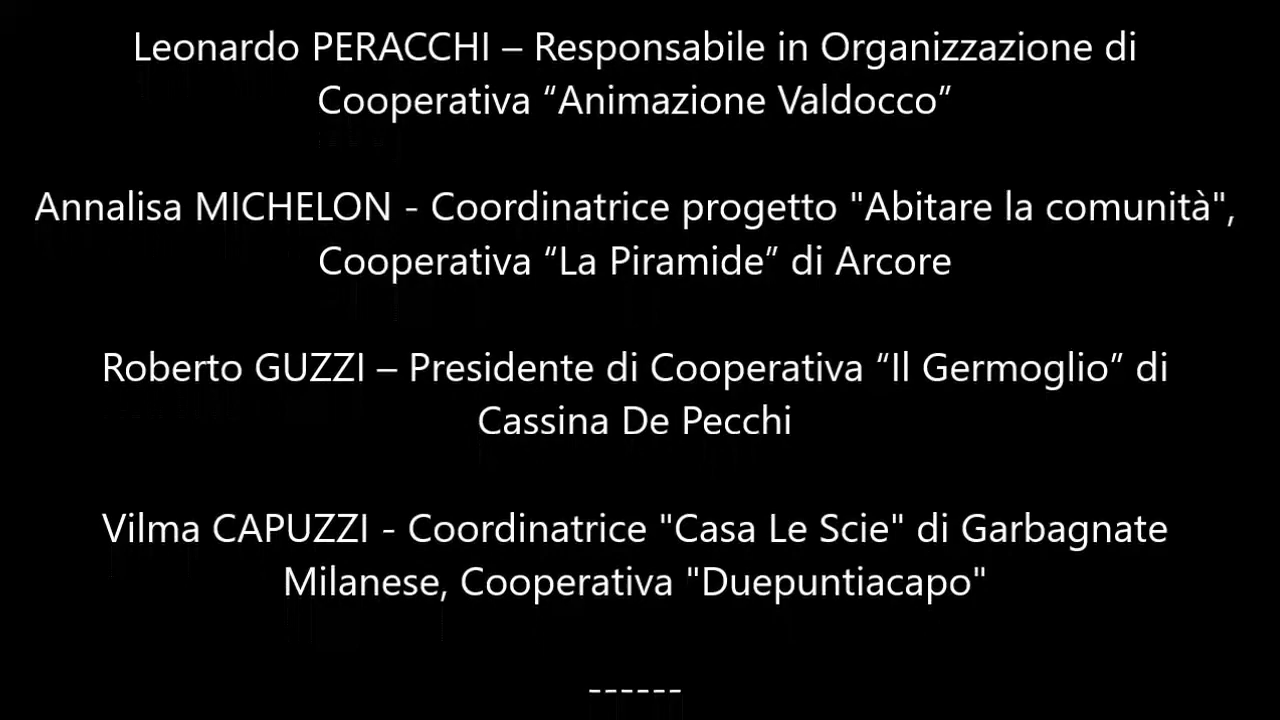 Leonardo PERACCHI – Responsabile in Organizzazione di
Cooperativa “Animazione Valdocco”
Annalisa MICHELON - Coordinatrice progetto "Abitare la comunità",
Cooperativa “La Piramide” di Arcore
Roberto GUZZI – Presidente di Cooperativa “Il Germoglio” di
Cassina De Pecchi
Vilma CAPUZZI - Coordinatrice "Casa Le Scie" di Garbagnate
Milanese, Cooperativa "Duepuntiacapo"
------